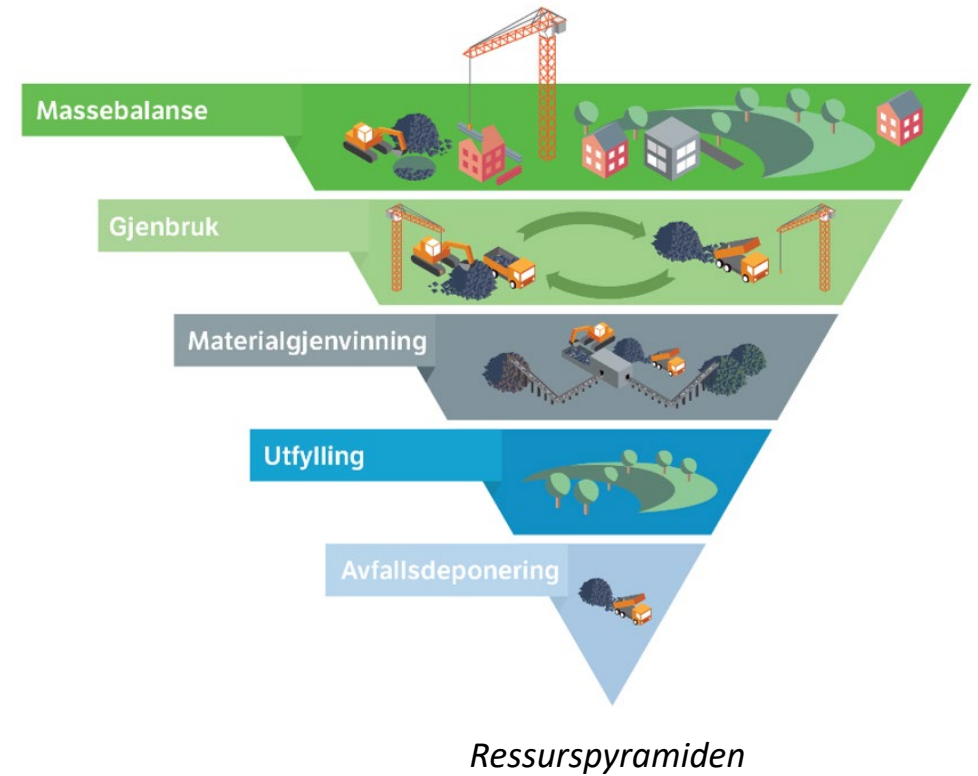 Massebalanse
Gjenbruk
Materialgjenvinning
Utfylling
Avfallsdeponering
Ressurspyramiden